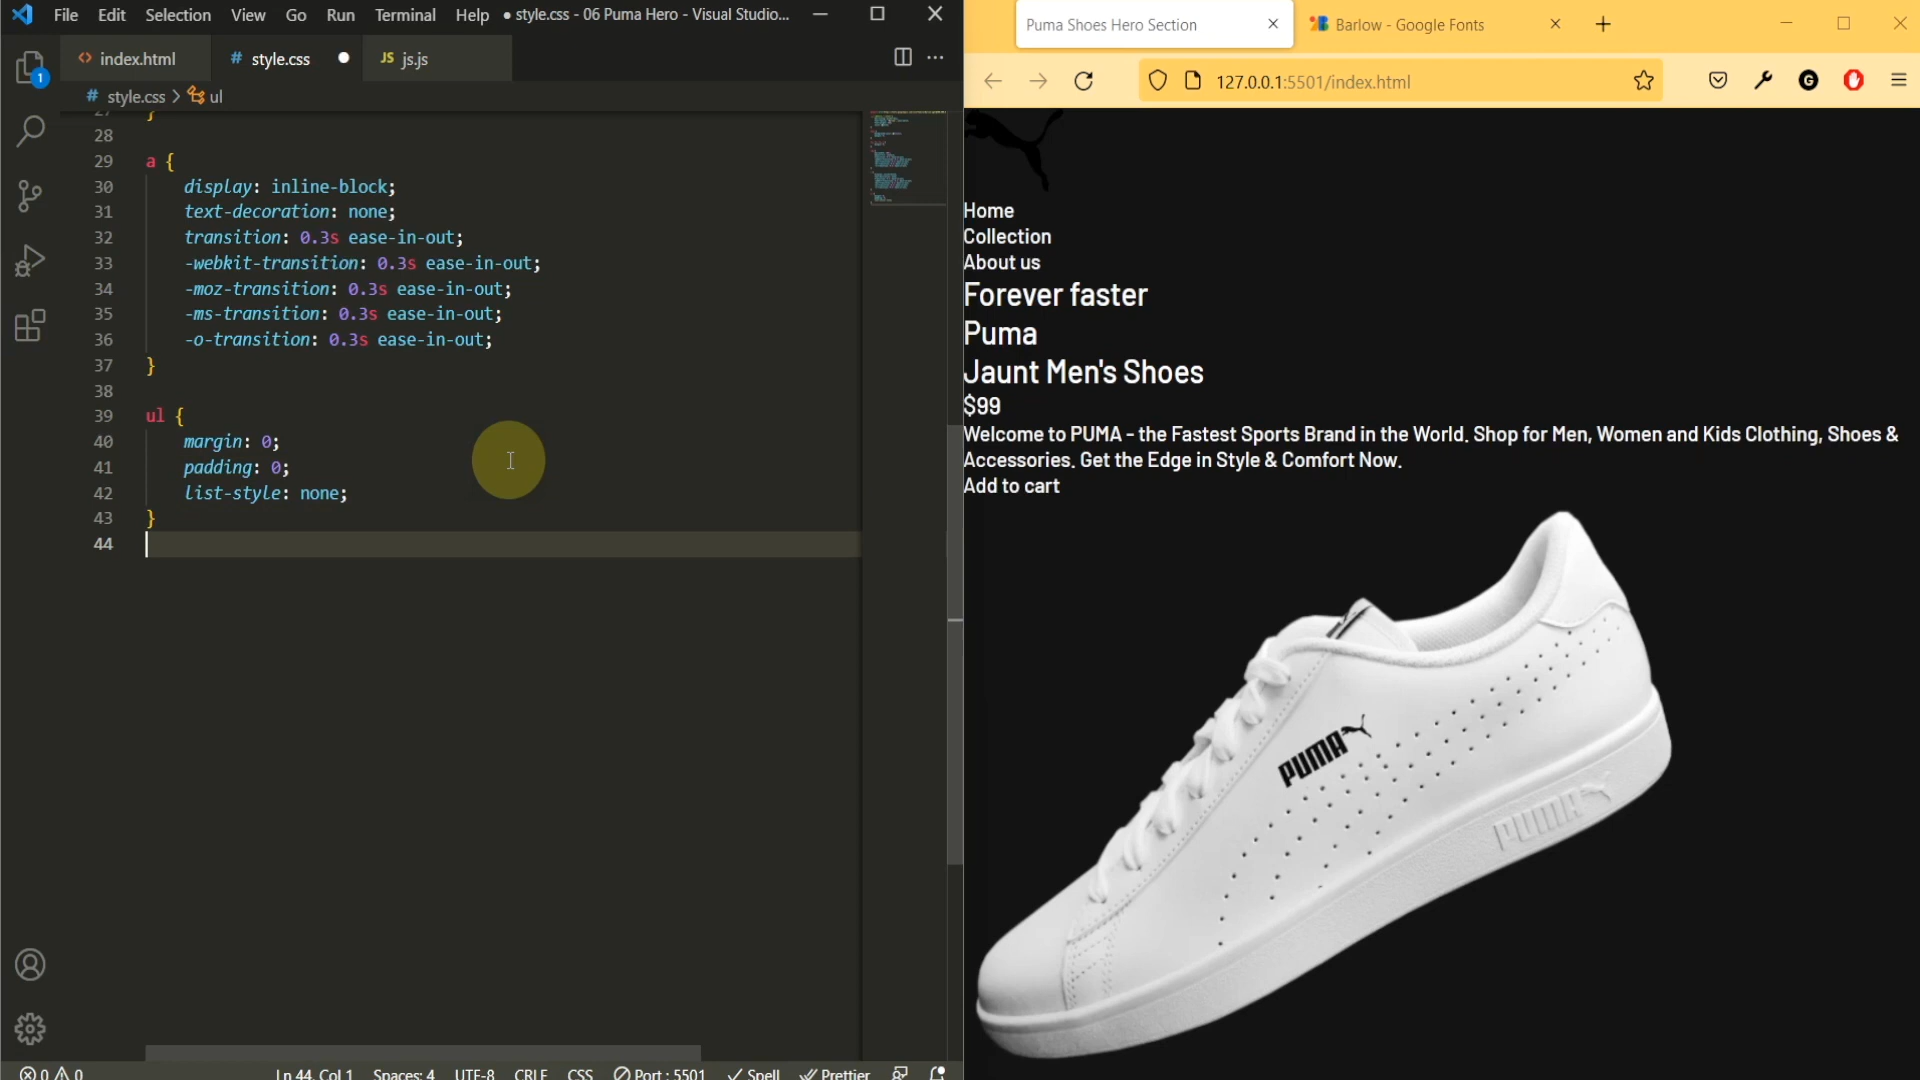 File Edit Selection View Go Run Terminal Help ● style.css - 06 Puma Hero - Visual Studio...
<> index.html # style.css ● JS js.js
# style.css > ul
1
27 }
28
29 a {
30 display: inline-block;
31 text-decoration: none;
32 transition: 0.3s ease-in-out;
33 -webkit-transition: 0.3s ease-in-out;
34 -moz-transition: 0.3s ease-in-out;
35 -ms-transition: 0.3s ease-in-out;
36 -o-transition: 0.3s ease-in-out;
37 }
38
39 ul {
40 margin: 0;
41 padding: 0;
42 list-style: none;
43 }
44
0 0 Ln 44, Col 1 Spaces: 4 UTF-8 CRLF CSS Port : 5501 Spell Prettier
Puma Shoes Hero Section
Barlow - Google Fonts
127.0.0.1:5501/index.html
G
Home
Collection
About us
Forever faster
Puma
Jaunt Men's Shoes
$99
Welcome to PUMA - the Fastest Sports Brand in the World. Shop for Men, Women and Kids Clothing, Shoes &
Accessories. Get the Edge in Style & Comfort Now.
Add to cart
PUMA
PUMA